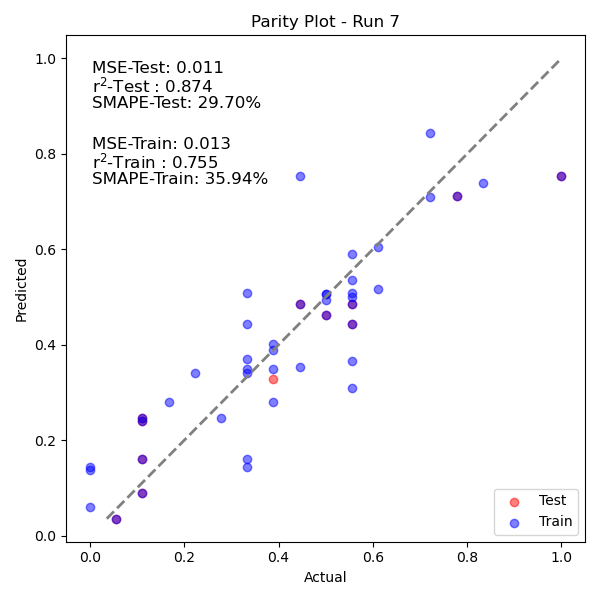 Parity Plot - Run 7
MSE-Test: 0.011
r²-Test : 0.874
SMAPE-Test: 29.70%
MSE-Train: 0.013
r²-Train : 0.755
SMAPE-Train: 35.94%
1.0
0.8
0.6
0.4
0.2
0.0
Predicted
Test
Train
0.0 0.2 0.4 0.6 0.8 1.0
Actual